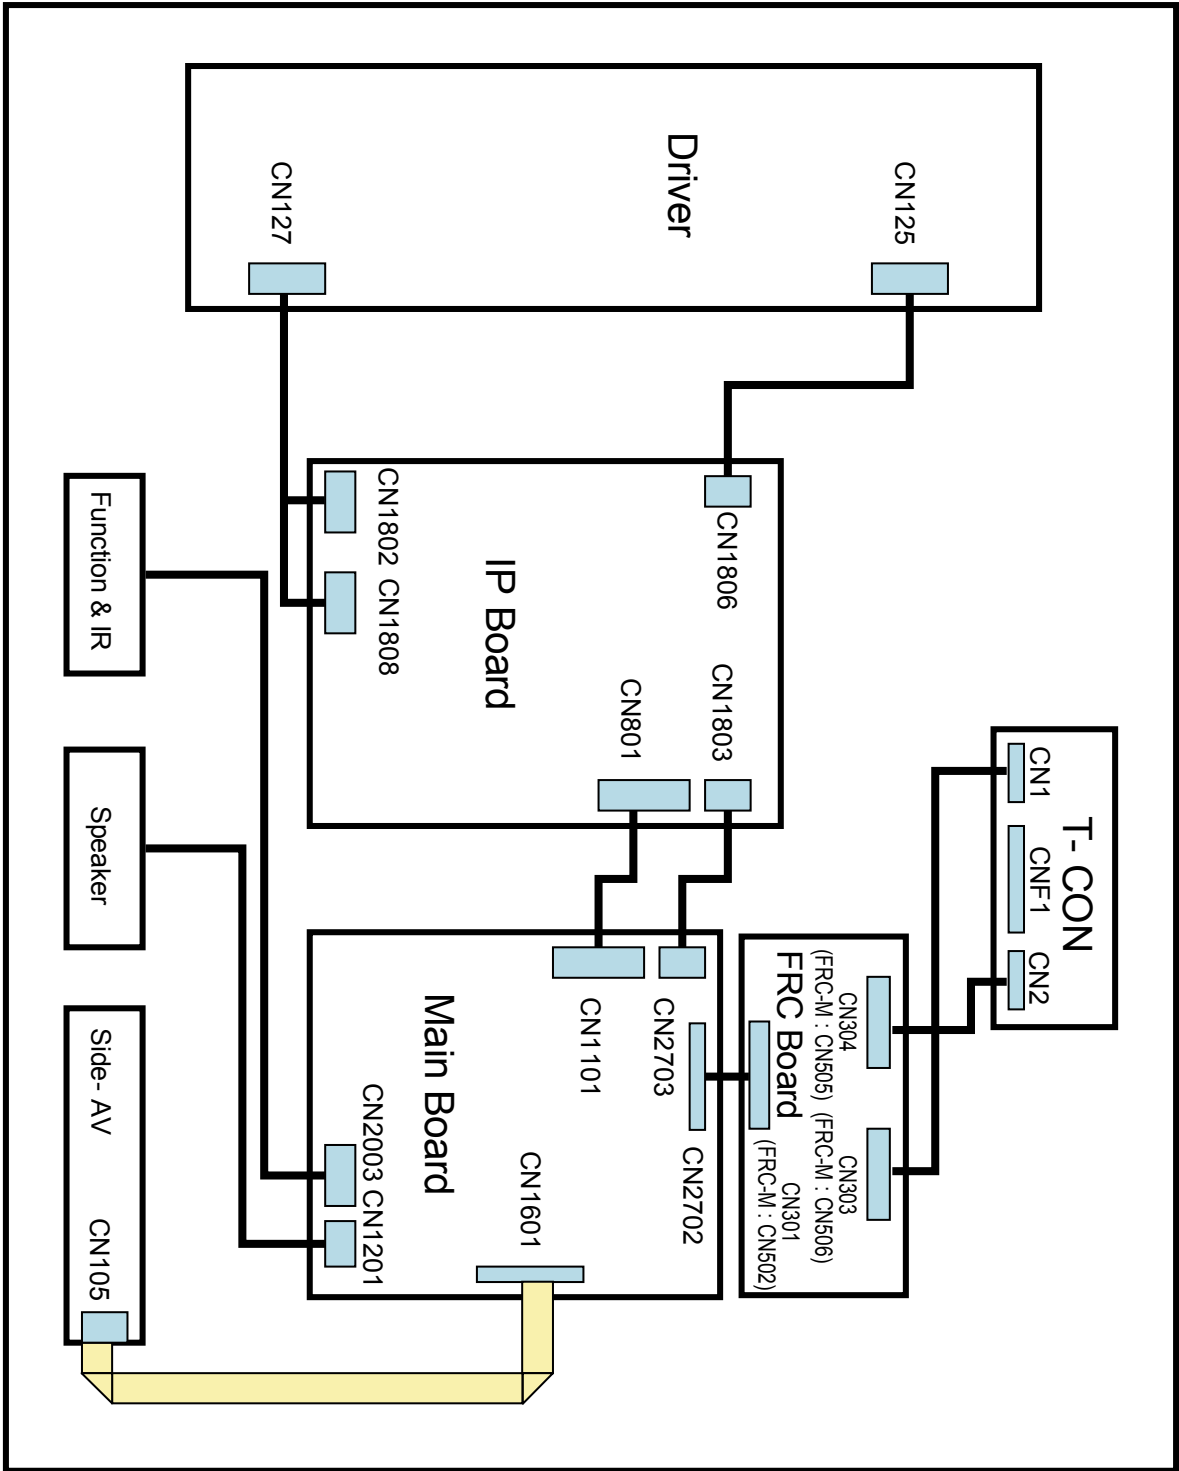 Driver
CN125
CN127
CN1806
CN1802 CN1808
IP Board
CN1803
CN801
T- CON
CN1
CNF1
CN2
CN304
(FRC-M : CN505)
CN303
(FRC-M : CN506)
FRC Board
CN301
(FRC-M : CN502)
CN2703
CN2702
CN1101
Main Board
CN1601
CN2003 CN1201
Function & IR
Speaker
Side- AV
CN105